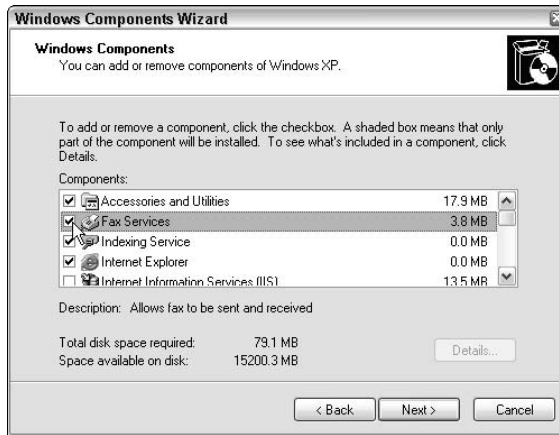 Windows Components Wizard
Windows Components
You can add or remove components of Windows XP.
To add or remove a component, click the checkbox. A shaded box means that only
part of the component will be installed. To see what's included in a component, click
Details.
Components:
Accessories and Utilities 17.9 MB
Fax Services 3.8 MB
Indexing Service 0.0 MB
Internet Explorer 0.0 MB
Internet Information Services (IIS) 13.5 MB
Description: Allows fax to be sent and received
Total disk space required: 79.1 MB
Space available on disk: 15200.3 MB
Details...
< Back Next > Cancel